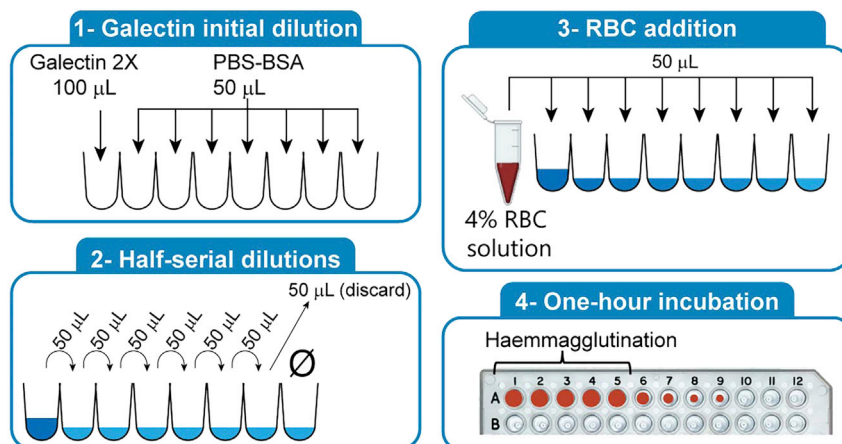 1- Galectin initial dilution
Galectin 2X
100 µL
PBS-BSA
50 µL
2- Half-serial dilutions
50 µL (discard)
50 µL
50 µL
50 µL
50 µL
50 µL
50 µL
Ø
3- RBC addition
50 µL
4% RBC
solution
4- One-hour incubation
Haemmagglutination
1 2 3 4 5 6 7 8 9 10 11 12
A
B